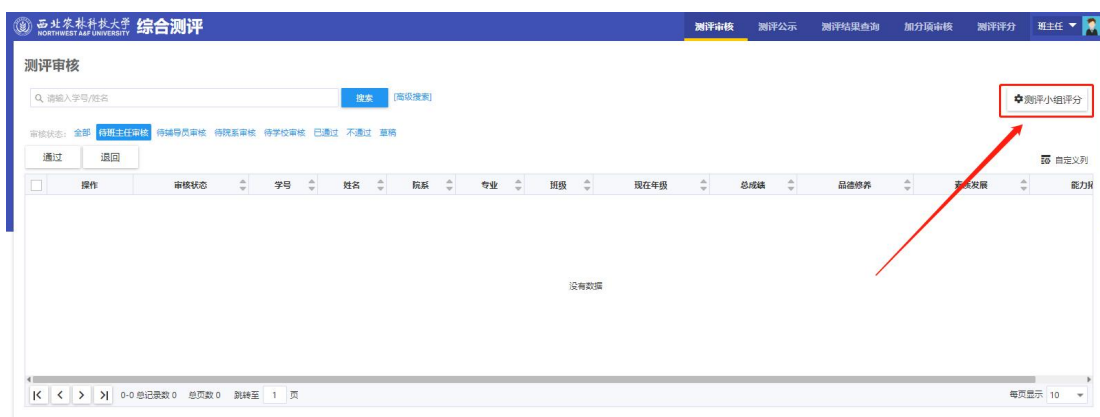 西北农林科技大学 综合测评 测评审核 测评公示 测评结果查询 加分项审核 测评评分 班主任
NORTHWEST A&F UNIVERSITY
测评审核
请输入学号/姓名 搜索 [高级搜索] 测评小组评分
审核状态: 全部 待班主任审核 待辅导员审核 待院系审核 待学校审核 已通过 不通过 草稿
通过 退回 自定义列
操作 审核状态 学号 姓名 院系 专业 班级 现在年级 总成绩 品德修养 素质发展 能力拓
没有数据
0-0 总记录数 0 总页数 0 跳转至 1 页 每页显示 10